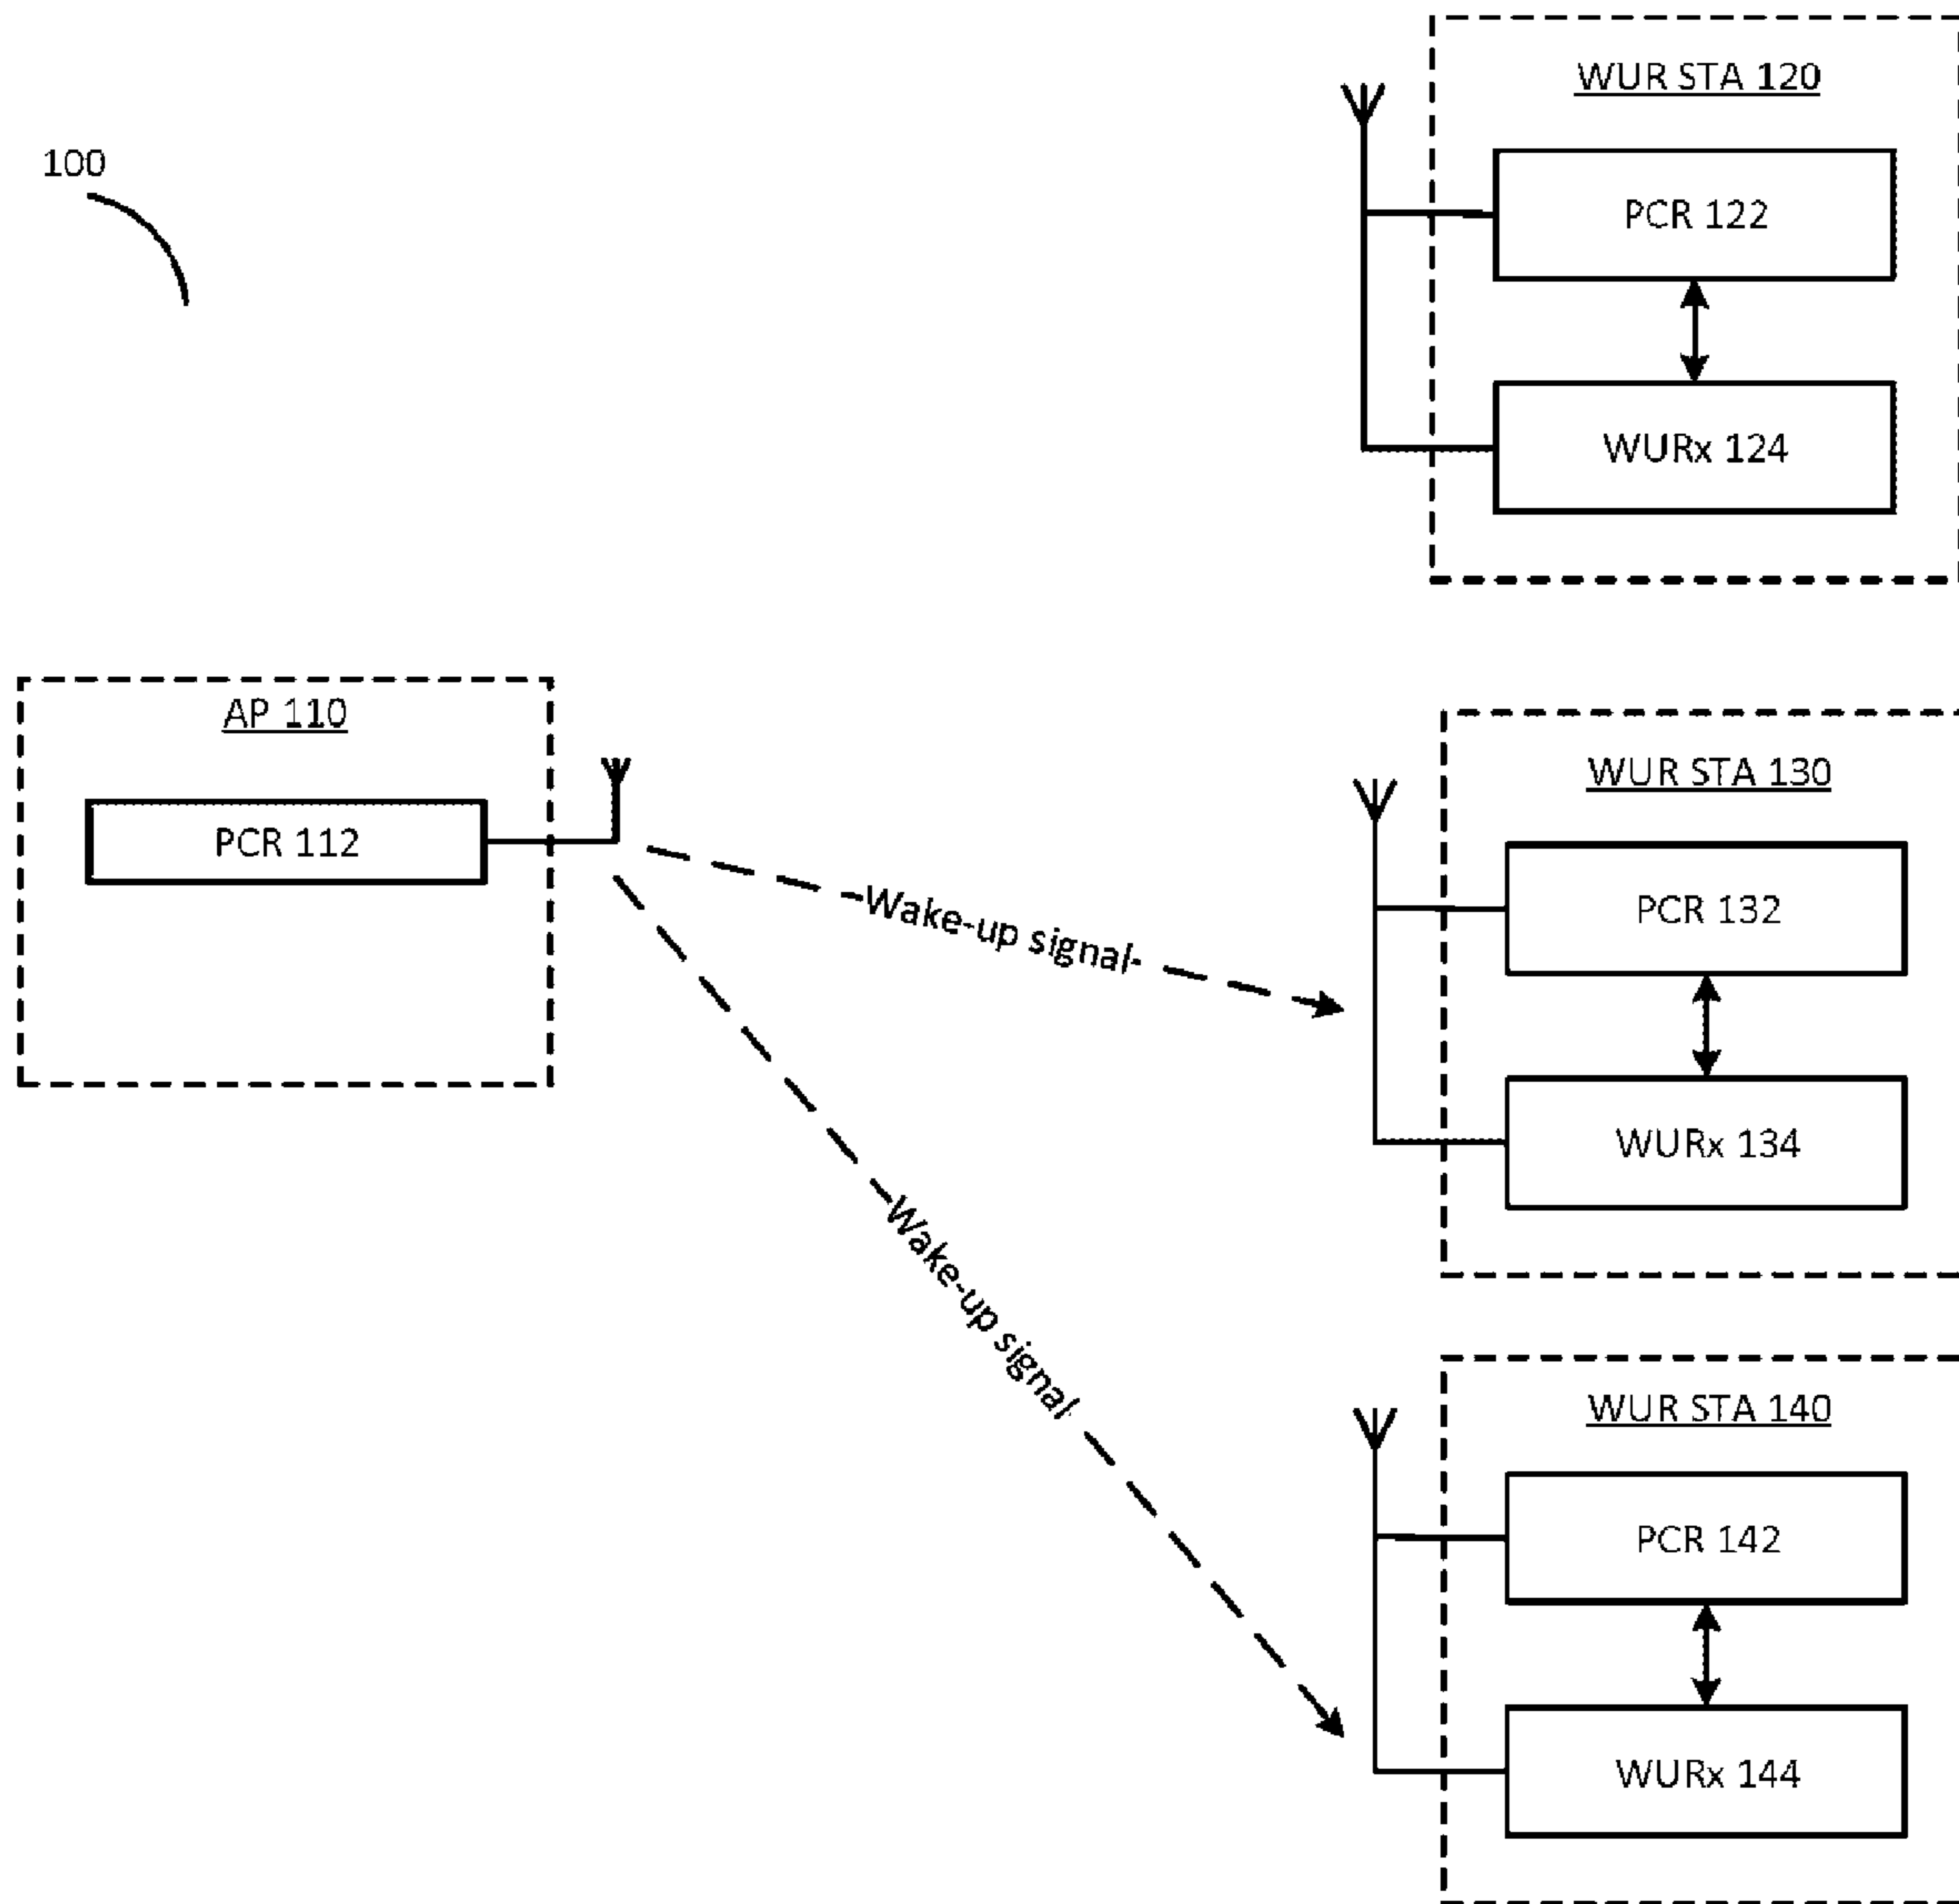 100
WUR STA 120
PCR 122
WURx 124
AP 110
PCR 112
Wake-up signal
WUR STA 130
PCR 132
WURx 134
Wake-up signal
WUR STA 140
PCR 142
WURx 144